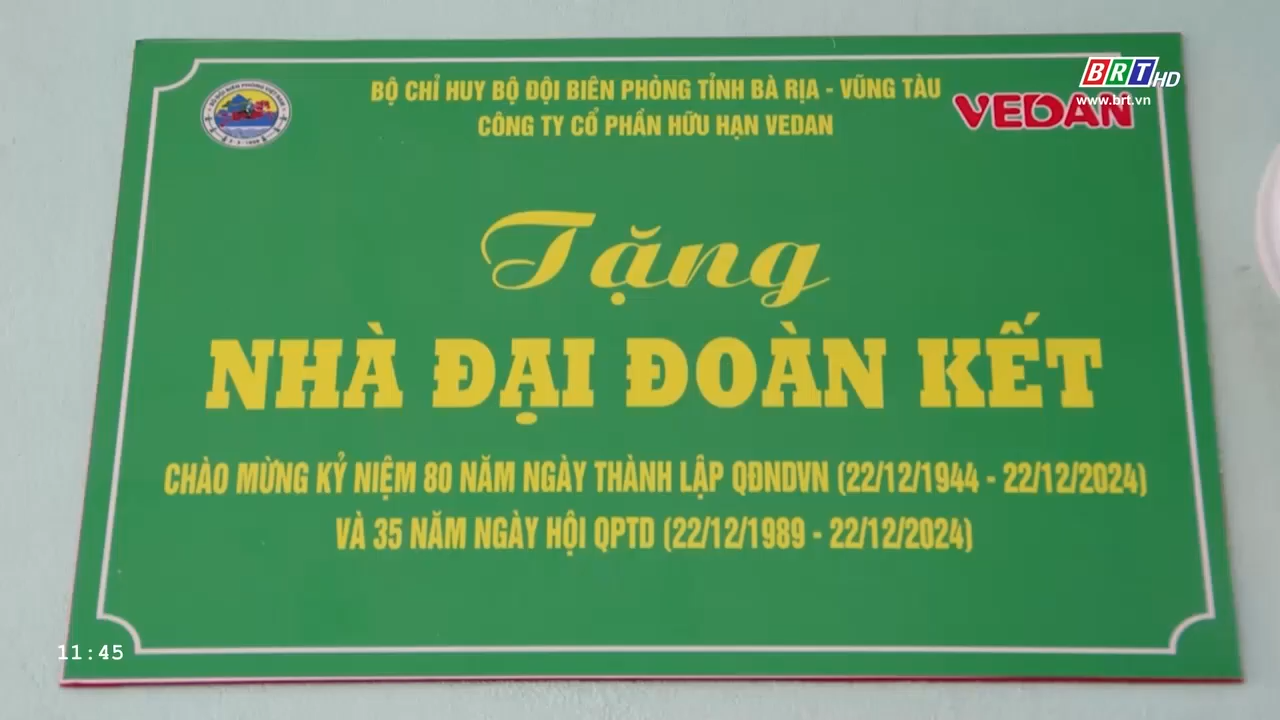 BỘ CHỈ HUY BỘ ĐỘI BIÊN PHÒNG TỈNH BÀ RỊA - VŨNG TÀU
CÔNG TY CỔ PHẦN HỮU HẠN VEDAN
VEDAN
BRT HD
www.brt.vn
Tặng
NHÀ ĐẠI ĐOÀN KẾT
CHÀO MỪNG KỶ NIỆM 80 NĂM NGÀY THÀNH LẬP QĐNDVN (22/12/1944 - 22/12/2024)
VÀ 35 NĂM NGÀY HỘI QPTD (22/12/1989 - 22/12/2024)
11:45